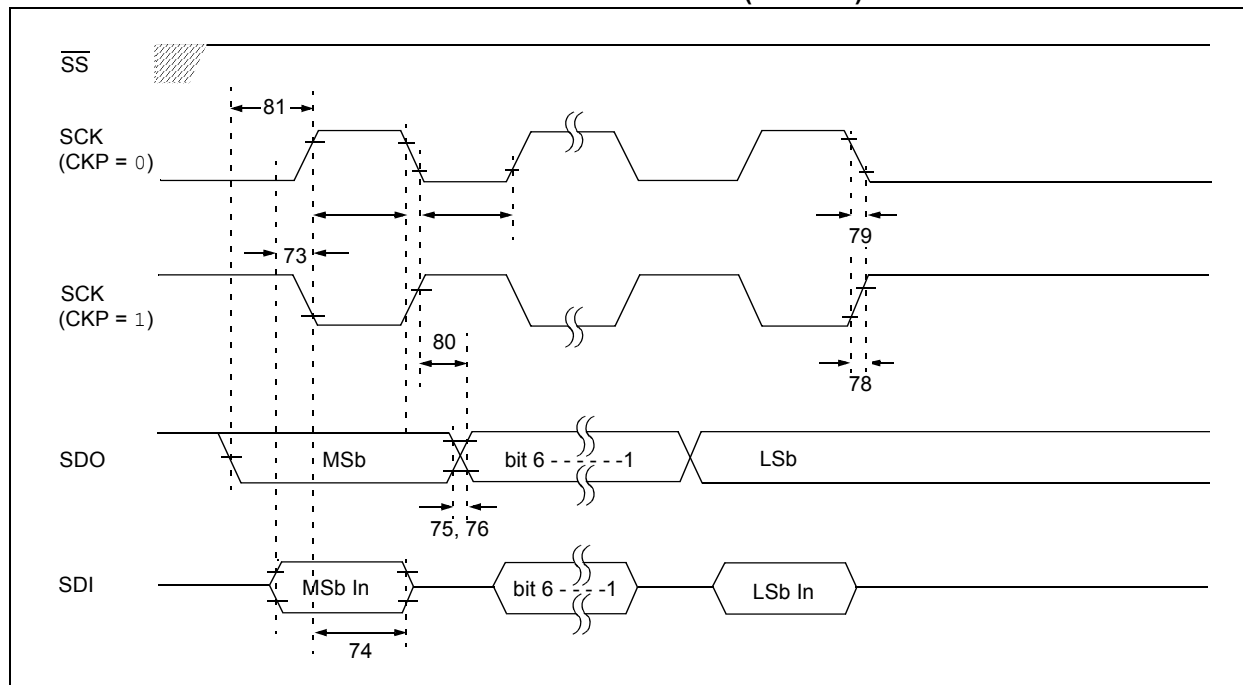 SS
81
SCK
(CKP = 0)
73
79
SCK
(CKP = 1)
80
78
SDO
MSb
bit 6 - - - - - -1
LSb
75, 76
SDI
MSb In
bit 6 - - - -1
LSb In
74